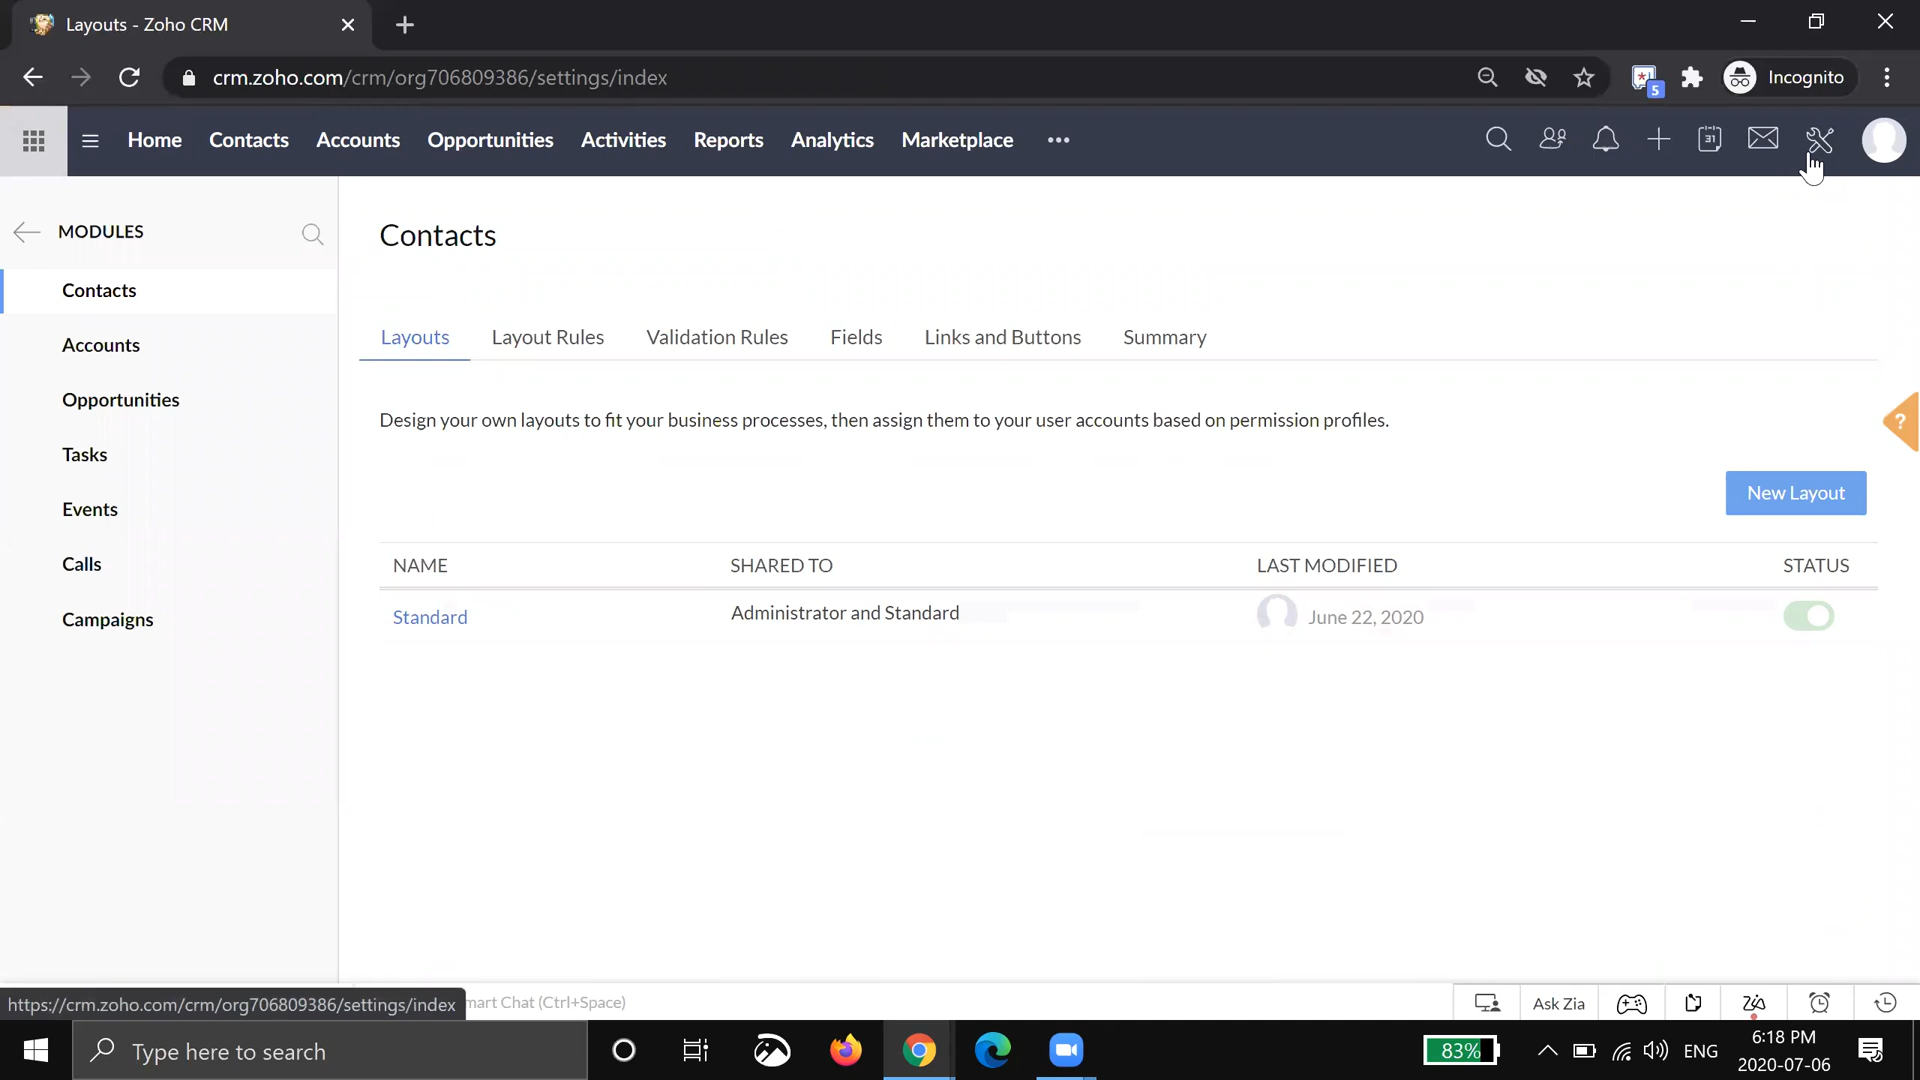 Layouts - Zoho CRM
crm.zoho.com/crm/org706809386/settings/index
5
Incognito
Home Contacts Accounts Opportunities Activities Reports Analytics Marketplace
31
MODULES
Contacts
Accounts
Opportunities
Tasks
Events
Calls
Campaigns
Contacts
Layouts Layout Rules Validation Rules Fields Links and Buttons Summary
Design your own layouts to fit your business processes, then assign them to your user accounts based on permission profiles.
?
New Layout
NAME SHARED TO LAST MODIFIED STATUS
Standard Administrator and Standard June 22, 2020
https://crm.zoho.com/crm/org706809386/settings/index
mart Chat (Ctrl+Space)
Ask Zia
Type here to search
83%
ENG
6:18 PM
2020-07-06